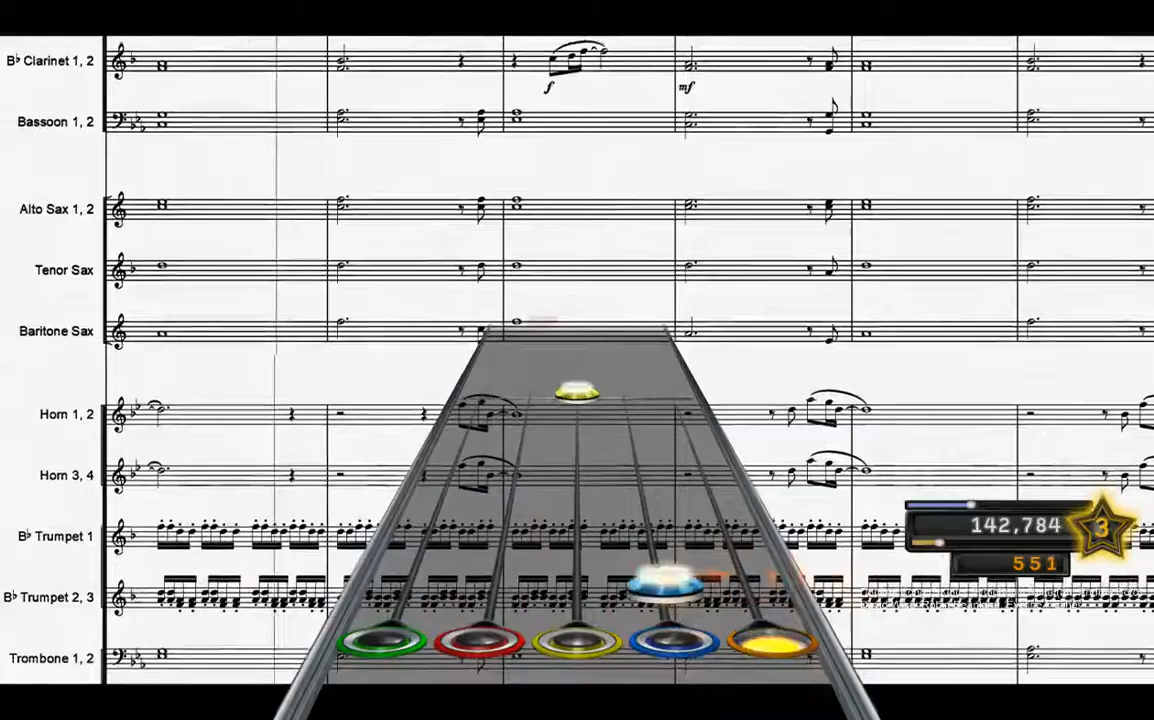 B♭ Clarinet 1, 2
f
mf
Bassoon 1, 2
Alto Sax 1, 2
Tenor Sax
Baritone Sax
Horn 1, 2
Horn 3, 4
142,784
3
B♭ Trumpet 1
551
B♭ Trumpet 2, 3
Trombone 1, 2